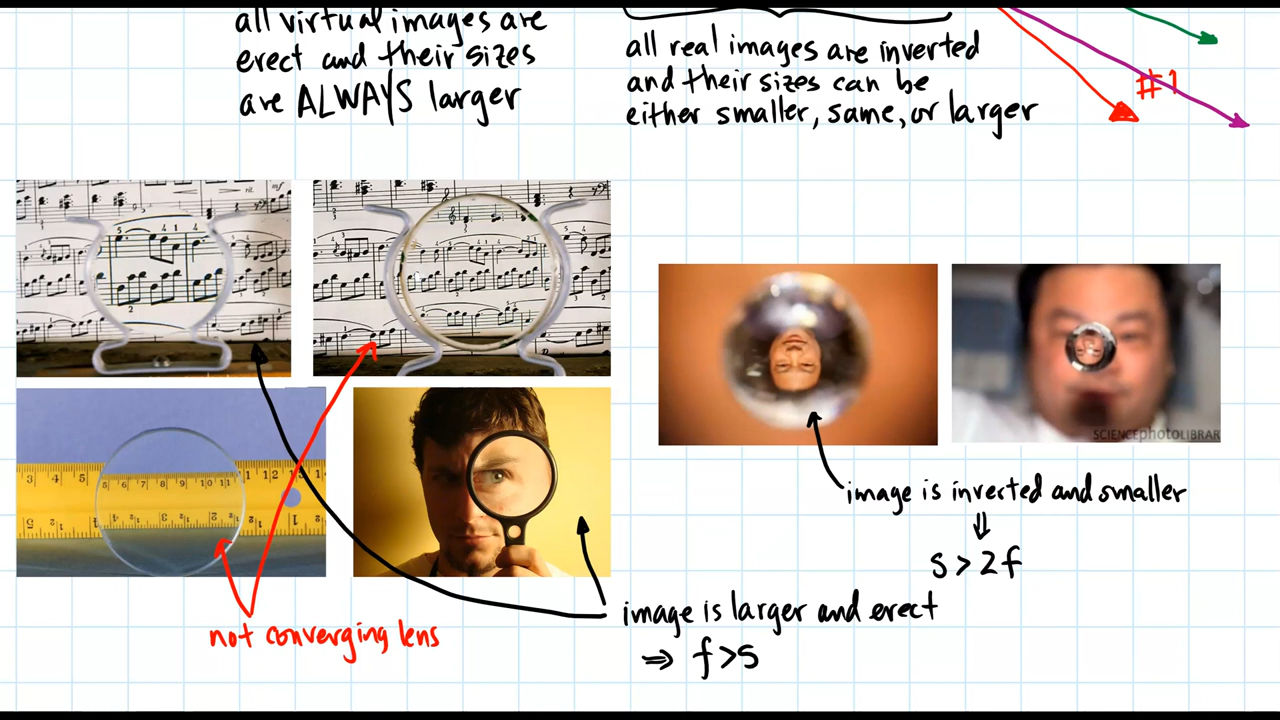 all virtual images are
erect and their sizes
are ALWAYS larger
all real images are inverted
and their sizes can be
either smaller, same, or larger
#1
SCIENCEphotoLIBRAR
image is inverted and smaller
⇓
s > 2f
image is larger and erect
⇒ f > s
not converging lens